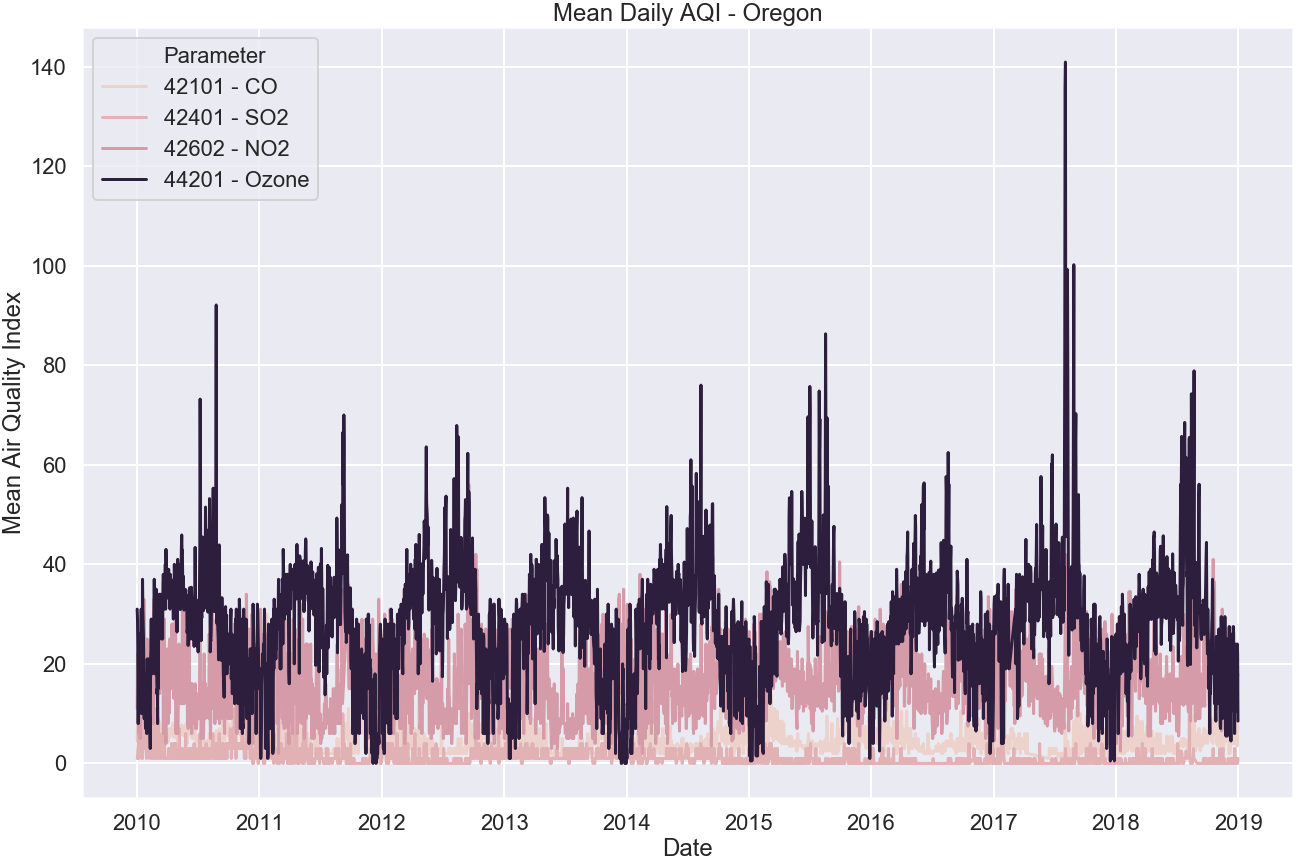 Mean Daily AQI - Oregon
Parameter
42101 - CO
42401 - SO2
42602 - NO2
44201 - Ozone
Mean Air Quality Index
140
120
100
80
60
40
20
0
2010 2011 2012 2013 2014 2015 2016 2017 2018 2019
Date